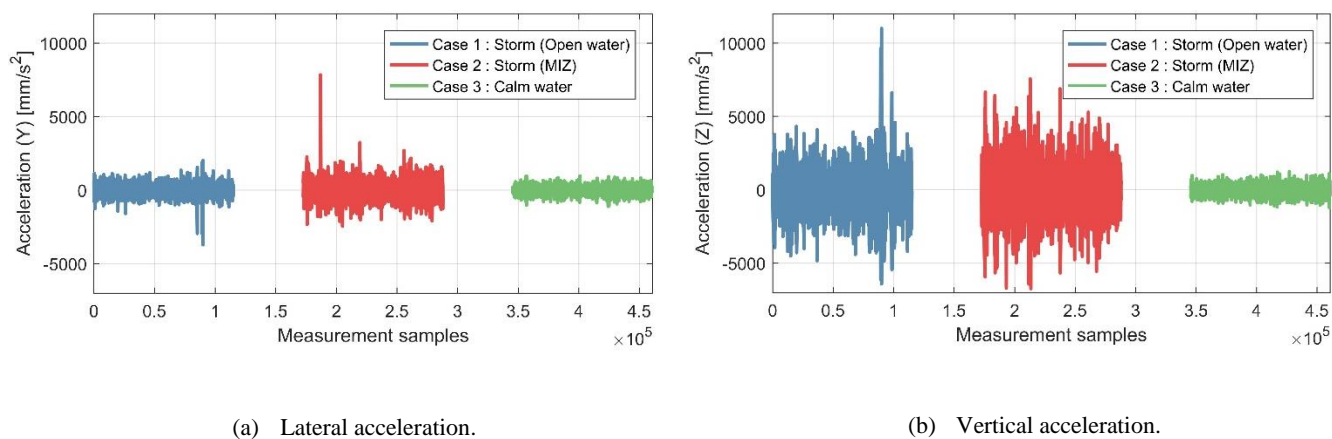 10000
5000
0
-5000
Acceleration (Y) [mm/s²]
Case 1 : Storm (Open water)
Case 2 : Storm (MIZ)
Case 3 : Calm water
0 0.5 1 1.5 2 2.5 3 3.5 4 4.5
Measurement samples
×10⁵
(a) Lateral acceleration.
10000
5000
0
-5000
Acceleration (Z) [mm/s²]
Case 1 : Storm (Open water)
Case 2 : Storm (MIZ)
Case 3 : Calm water
0 0.5 1 1.5 2 2.5 3 3.5 4 4.5
Measurement samples
×10⁵
(b) Vertical acceleration.